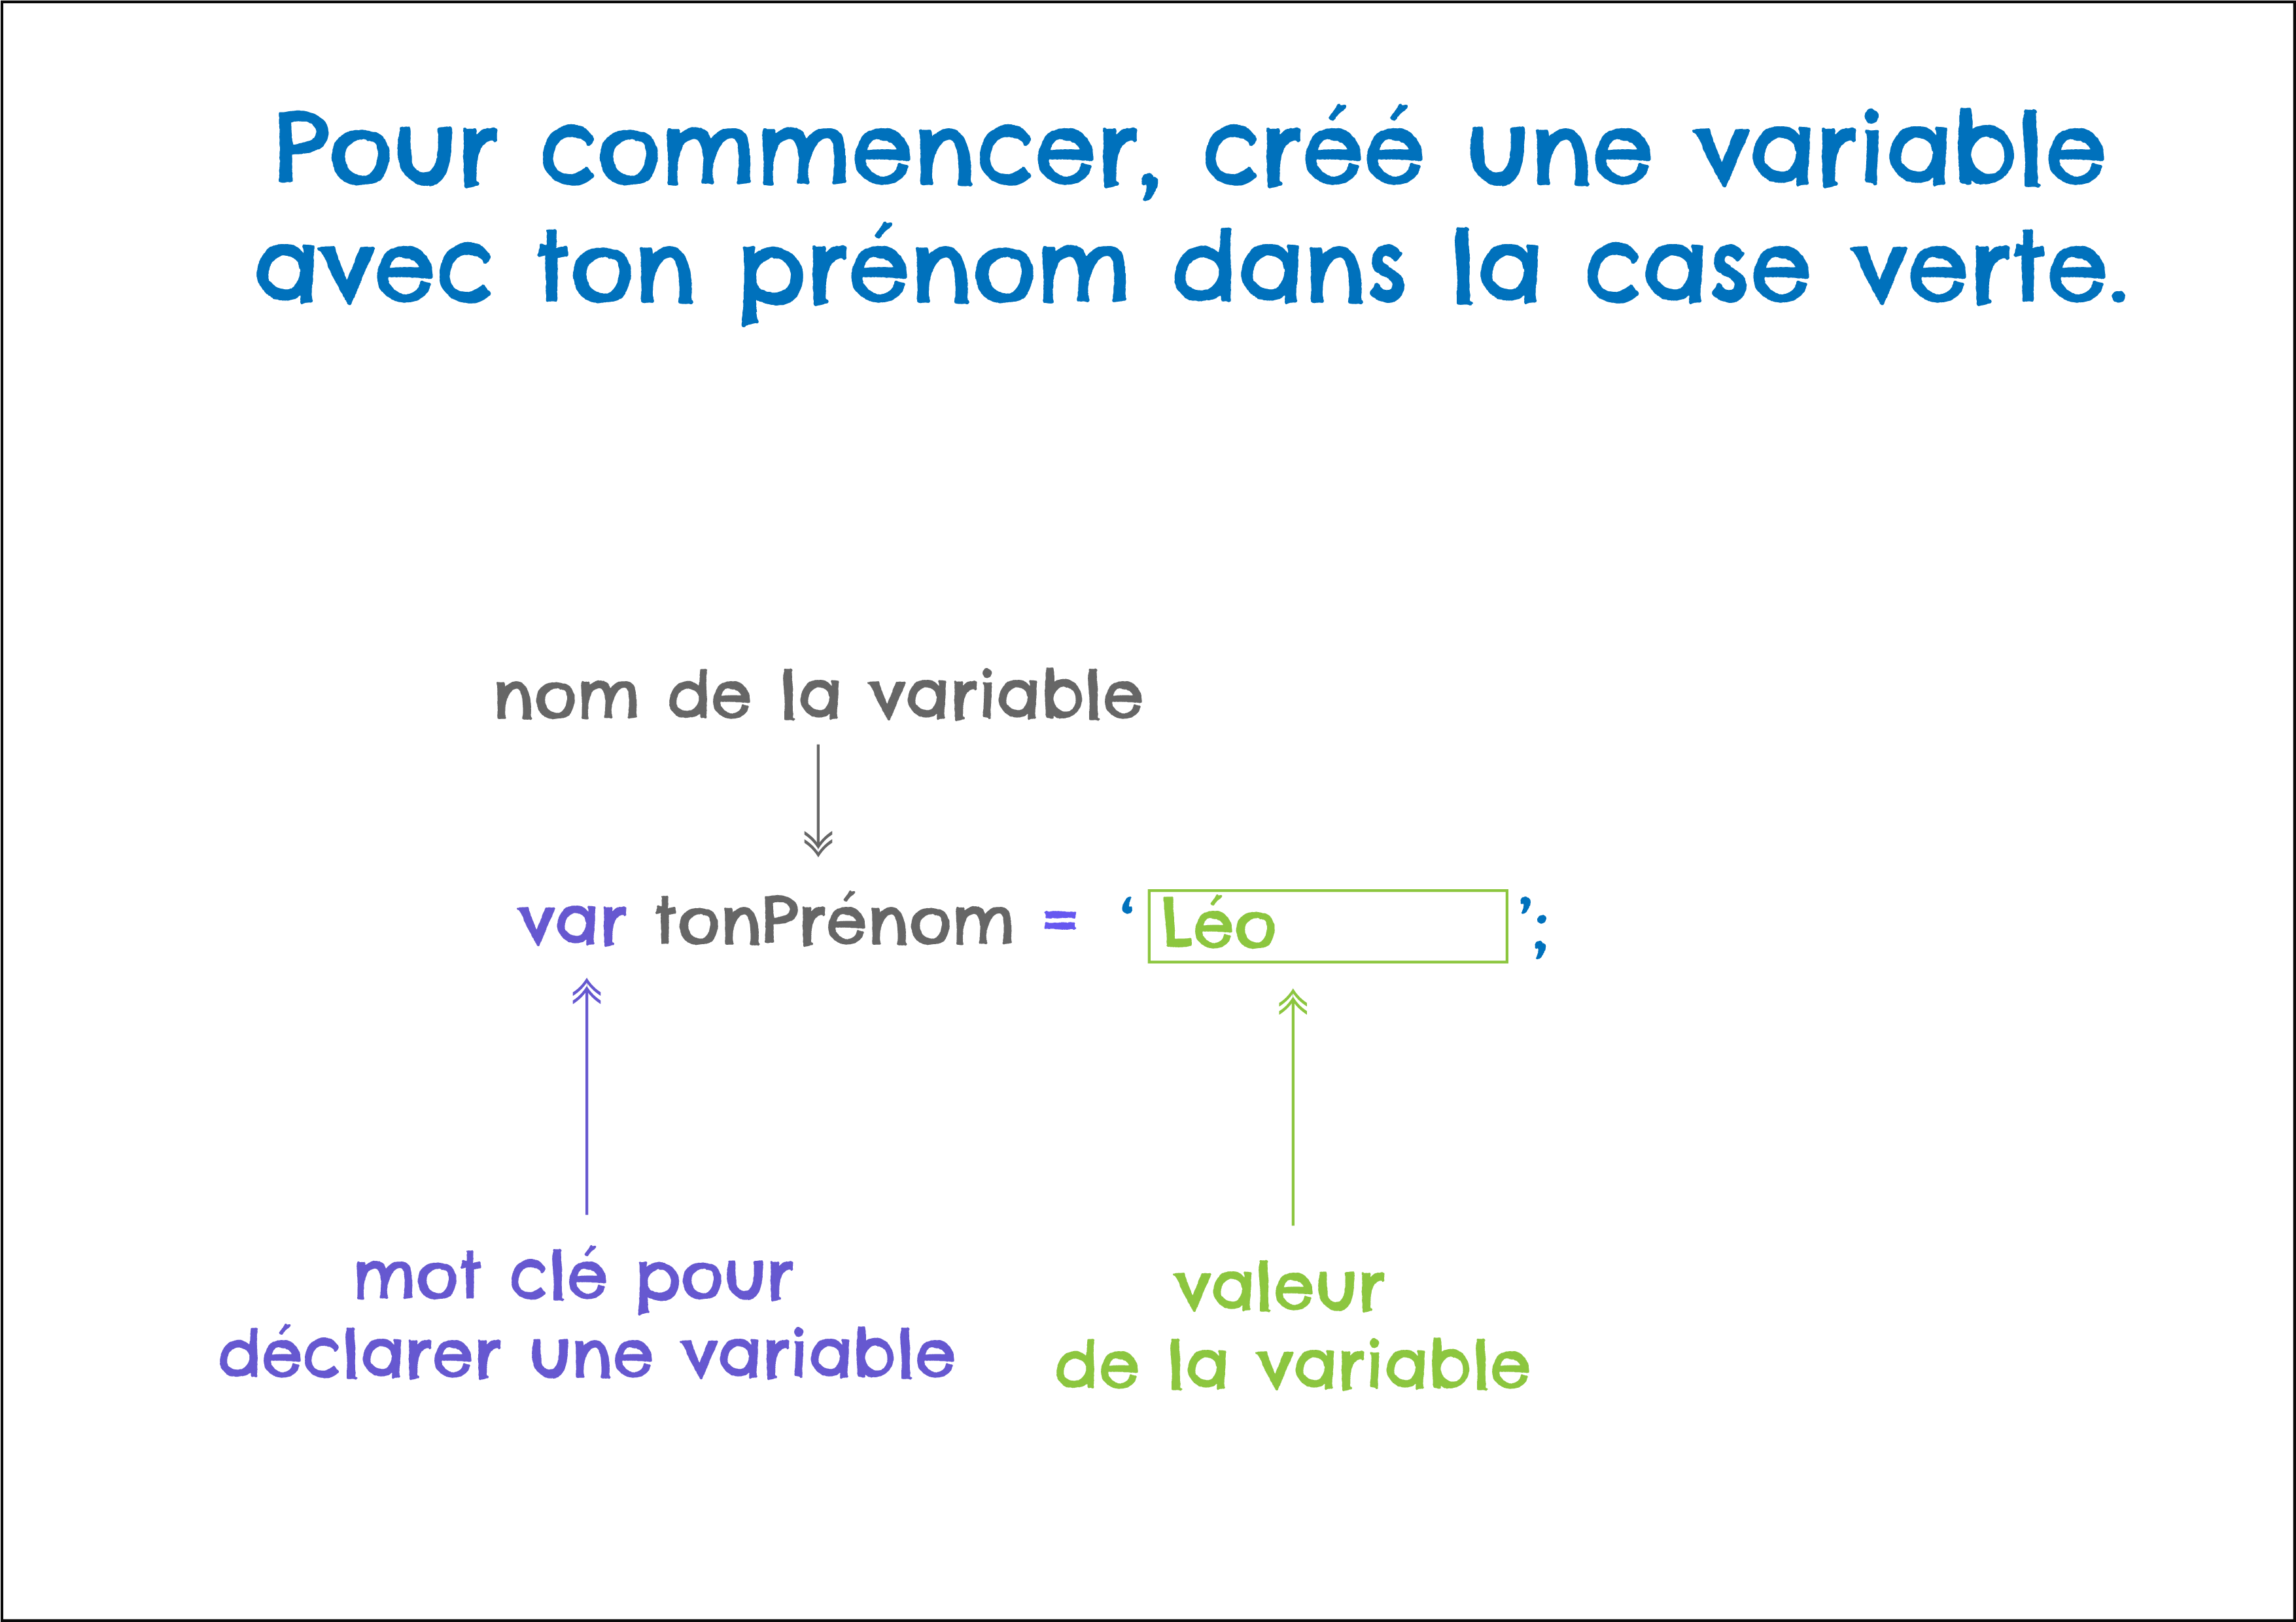 Pour commencer, créé une variable
avec ton prénom dans la case verte.
nom de la variable
var tonPrénom = ‘ Léo ’;
mot clé pour
déclarer une variable
valeur
de la variable